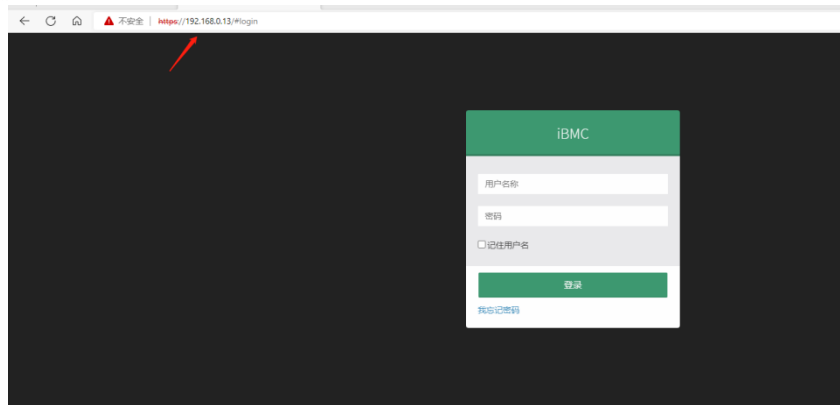 不安全 | https://192.168.0.13/#login
iBMC
用户名称
密码
记住用户名
登录
我忘记密码